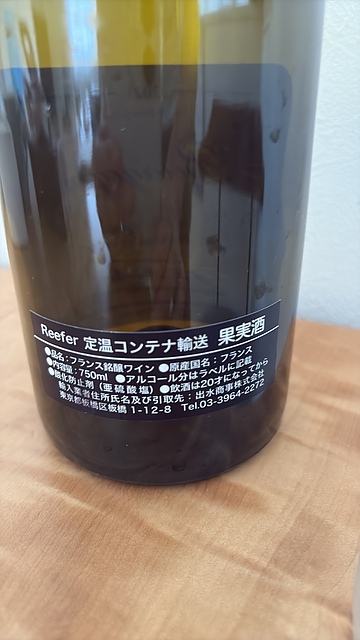 Reefer 定温コンテナ輸送 果実酒
●品名：フランス銘醸ワイン ●原産国名：フランス
●内容量：750ml ●アルコール分はラベルに記載
●酸化防止剤（亜硫酸塩）●飲酒は20才になってから
輸入業者住所氏名及び引取先：出水商事株式会社
東京都板橋区板橋 1-12-8 Tel.03-3964-2272